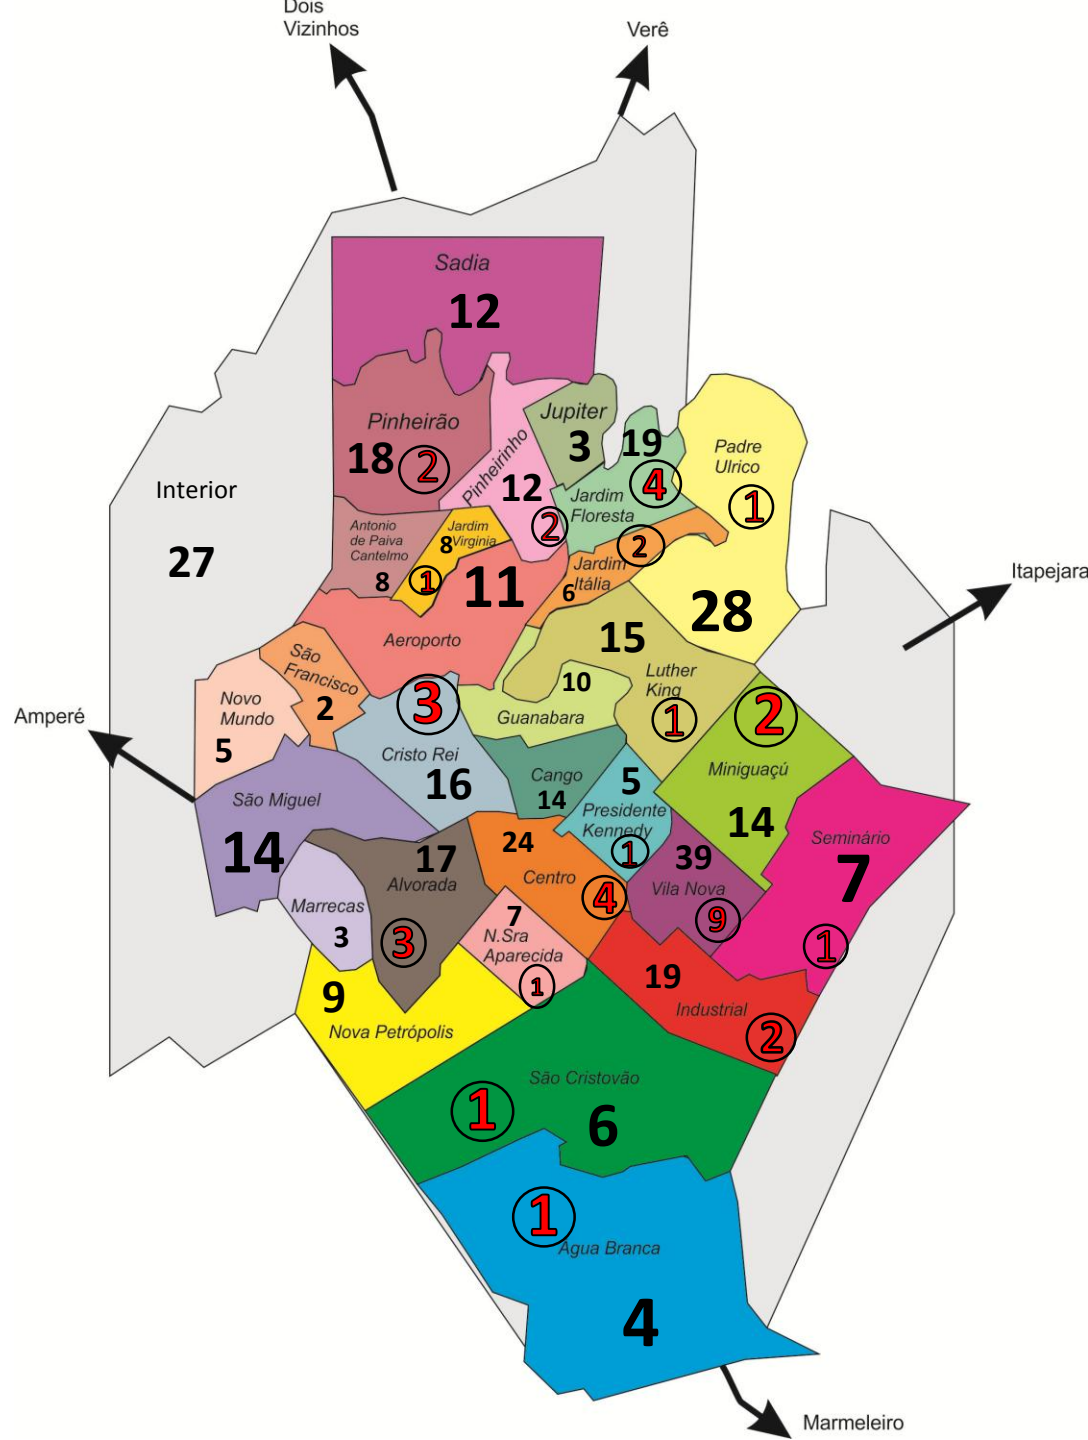 Dois
Vizinhos
Verê
Sadia
12
Pinheirão
18
2
Pinheirinho
12
2
Jupiter
3
19
4
Jardim
Floresta
Padre
Ulrico
1
28
Interior
27
Antonio
de Paiva
Cantelmo
8
Jardim
Virginia
8
1
11
Aeroporto
3
2
Jardim
Itália
6
Itapejara
15
Luther
King
1
10
Guanabara
São
Francisco
2
Novo
Mundo
5
Amperé
Cristo Rei
16
2
Miniguaçú
14
Cango
14
5
Presidente
Kennedy
1
São Miguel
14
Seminário
7
1
17
Alvorada
3
24
Centro
4
39
Vila Nova
9
Marrecas
3
7
N.Sra
Aparecida
1
19
Industrial
2
9
Nova Petrópolis
São Cristovão
1
6
1
Agua Branca
4
Marmeleiro